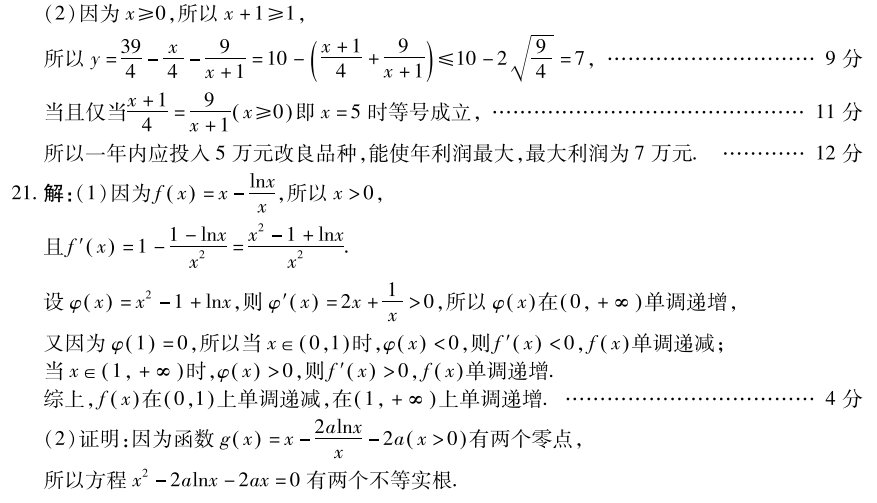 (2)因为 x≥0,所以 x+1≥1,
所以 y=39/4-x/4-9/(x+1)=10-((x+1)/4+9/(x+1))≤10-2√(9/4)=7, ………………………… 9 分
当且仅当(x+1)/4=9/(x+1)(x≥0)即 x=5 时等号成立, ……………………………………… 11 分
所以一年内应投入 5 万元改良品种,能使年利润最大,最大利润为 7 万元. ………… 12 分
21. 解:(1)因为f(x)=x-lnx/x,所以 x>0,
且f′(x)=1-(1-lnx)/x²=(x²-1+lnx)/x².
设 φ(x)=x²-1+lnx,则 φ′(x)=2x+1/x>0,所以 φ(x)在(0,+∞)单调递增,
又因为 φ(1)=0,所以当 x∈(0,1)时,φ(x)<0,则f′(x)<0,f(x)单调递减;
当 x∈(1,+∞)时,φ(x)>0,则f′(x)>0,f(x)单调递增.
综上,f(x)在(0,1)上单调递减,在(1,+∞)上单调递增. ……………………………… 4 分
(2)证明:因为函数 g(x)=x-2alnx/x-2a(x>0)有两个零点,
所以方程 x²-2alnx-2ax=0 有两个不等实根.